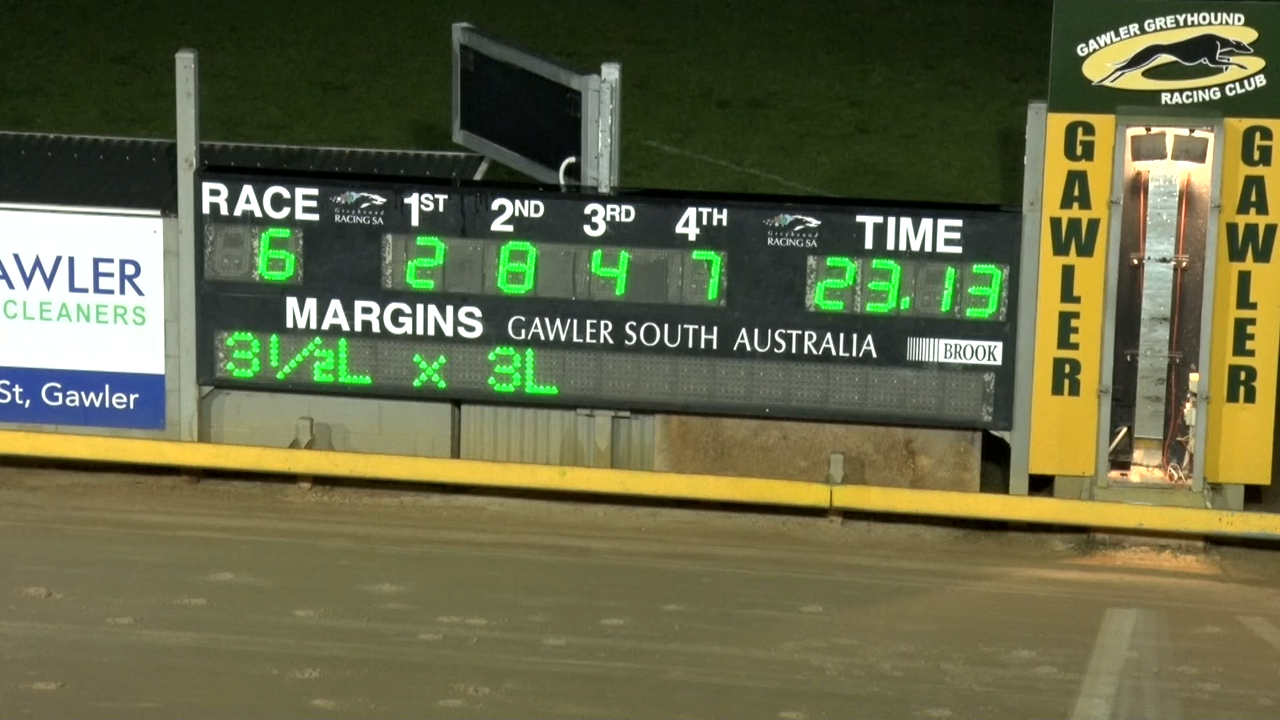 GAWLER GREYHOUND
RACING CLUB
GAWLER
GAWLER
RACE
Greyhound
RACING SA
1ST
2ND
3RD
4TH
Greyhound
RACING SA
TIME
6
2
8
4
7
23.13
MARGINS
GAWLER SOUTH AUSTRALIA
BROOK
3½L x 3L
AWLER
CLEANERS
St, Gawler